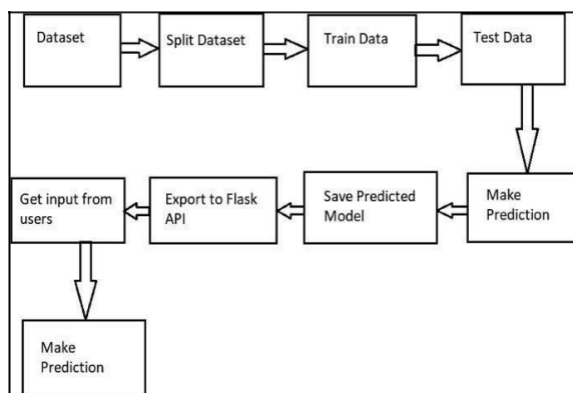 Dataset
Split Dataset
Train Data
Test Data
Make
Prediction
Save Predicted
Model
Export to Flask
API
Get input from
users
Make
Prediction